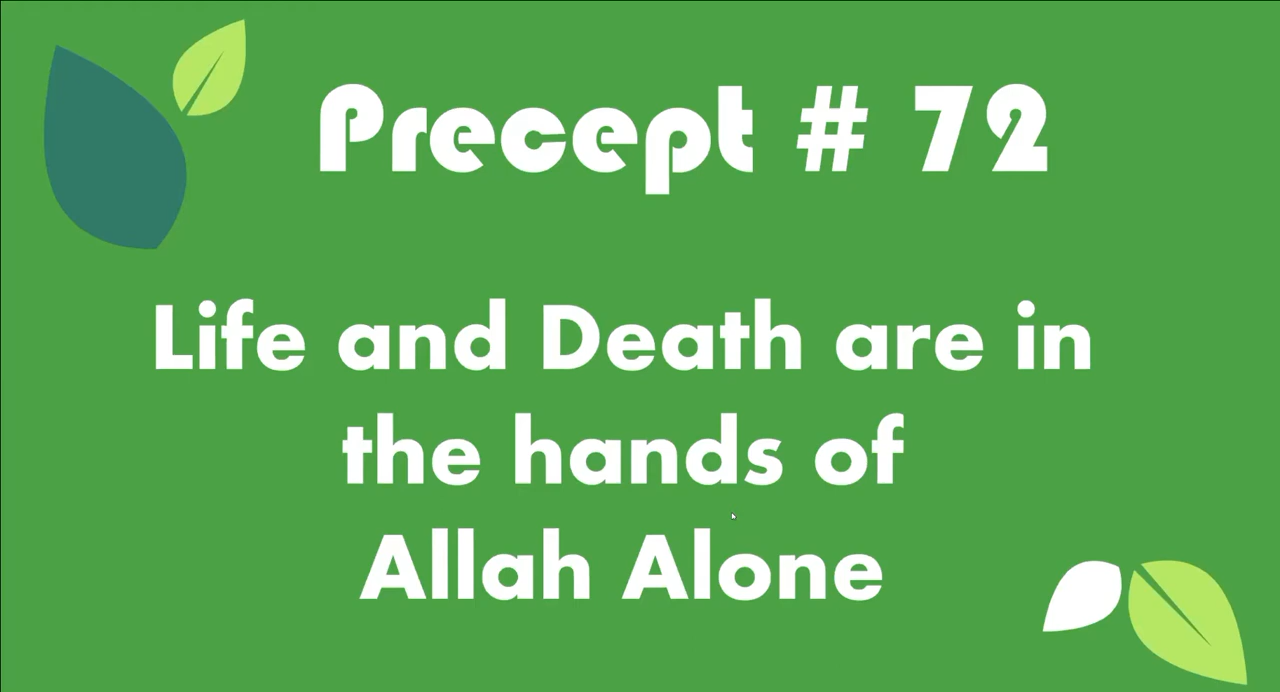 Precept # 72
Life and Death are in
the hands of
Allah Alone